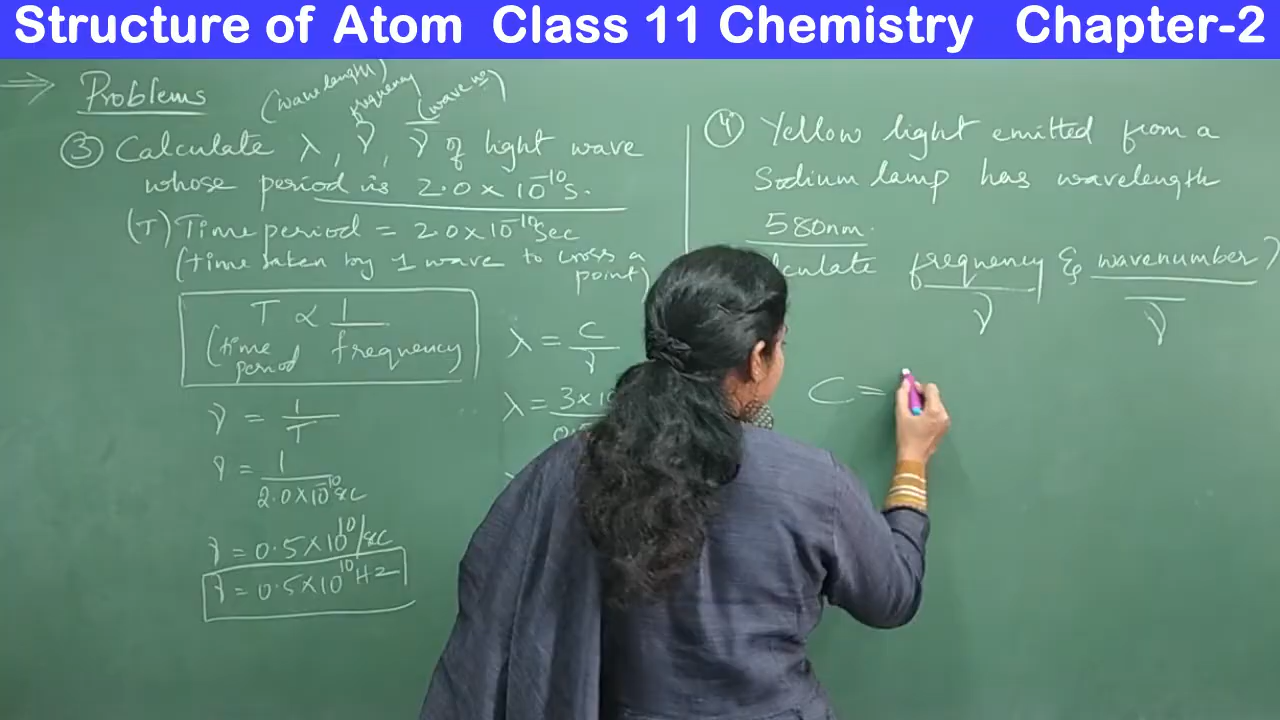 Structure of Atom Class 11 Chemistry Chapter-2
⇒ Problems
(wavelength) frequency (wave no)
③ Calculate λ, ν, ν̅ of light wave
whose period is 2.0 × 10⁻¹⁰ s.
(T) Time period = 2.0 × 10⁻¹⁰ sec
(time taken by 1 wave to cross a
point)
T ∝ 1
(time period frequency)
ν = 1/T
ν = 1/2.0×10⁻¹⁰ sec
ν = 0.5×10¹⁰/sec
ν = 0.5×10¹⁰ Hz
λ = C/ν
λ = 3×10
④ Yellow light emitted from a
Sodium lamp has wavelength
580nm.
frequency & wavenumber?
ν ν̅
C =